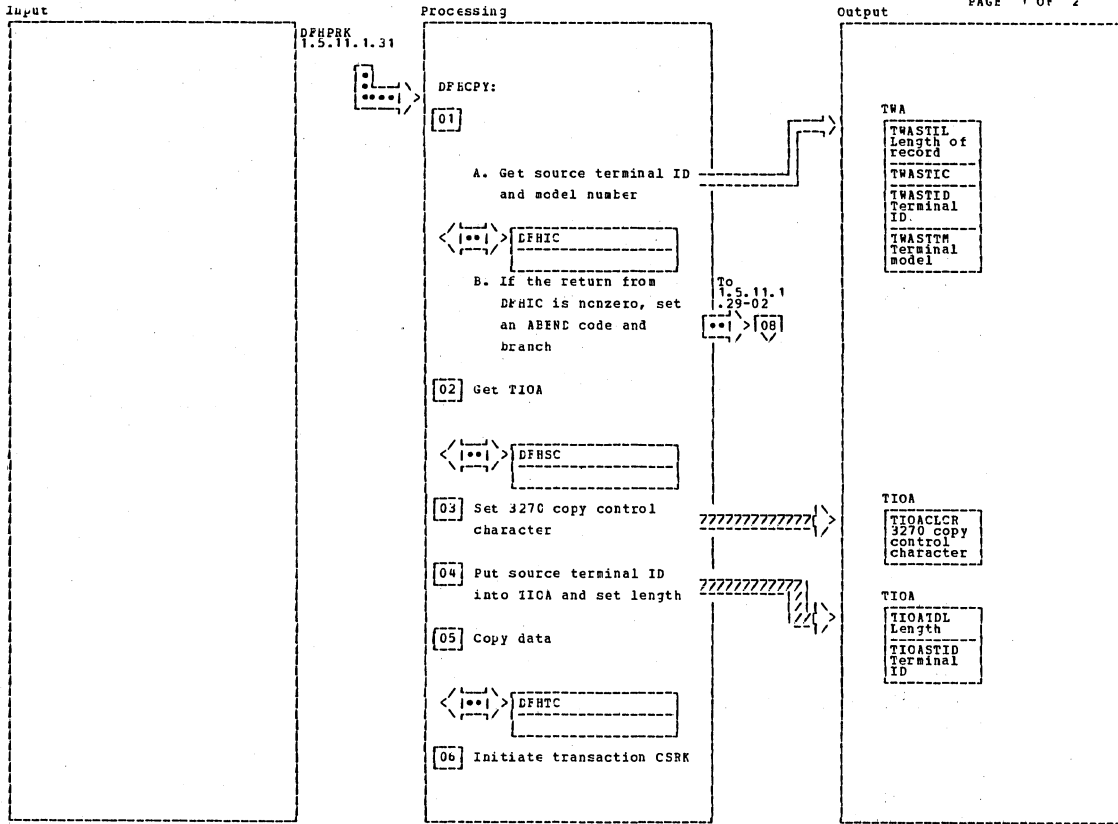 PAGE 1 OF 2
Input
Processing
Output
DFHPRK
1.5.11.1.31
DFHCPY:
01
A. Get source terminal ID
and model number
DFHIC
B. If the return from
DFHIC is nonzero, set
an ABEND code and
branch
To
1.5.11.1
.29-02
08
02 Get TIOA
DFHSC
03 Set 3270 copy control
character
04 Put source terminal ID
into TIOA and set length
05 Copy data
DFHTC
06 Initiate transaction CSRK
TWA
TWASTIL
Length of
record
TWASTIC
TWASTID
Terminal
ID.
TWASTTM
Terminal
model
TIOA
TIOACLCR
3270 copy
control
character
TIOA
TIOATDL
Length
TIOASTID
Terminal
ID